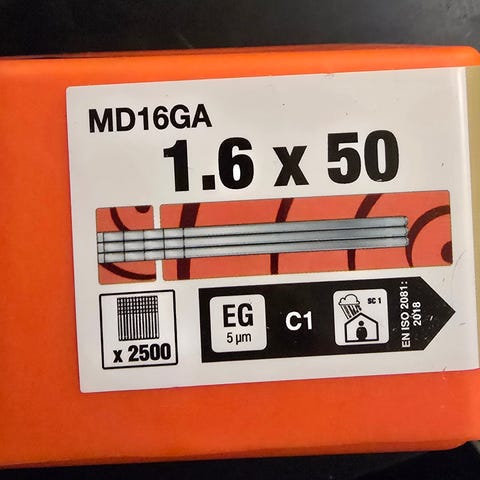 MD16GA
1.6 x 50
x 2500
EG
5 µm
C1
SC 1
EN ISO 2081:
2018